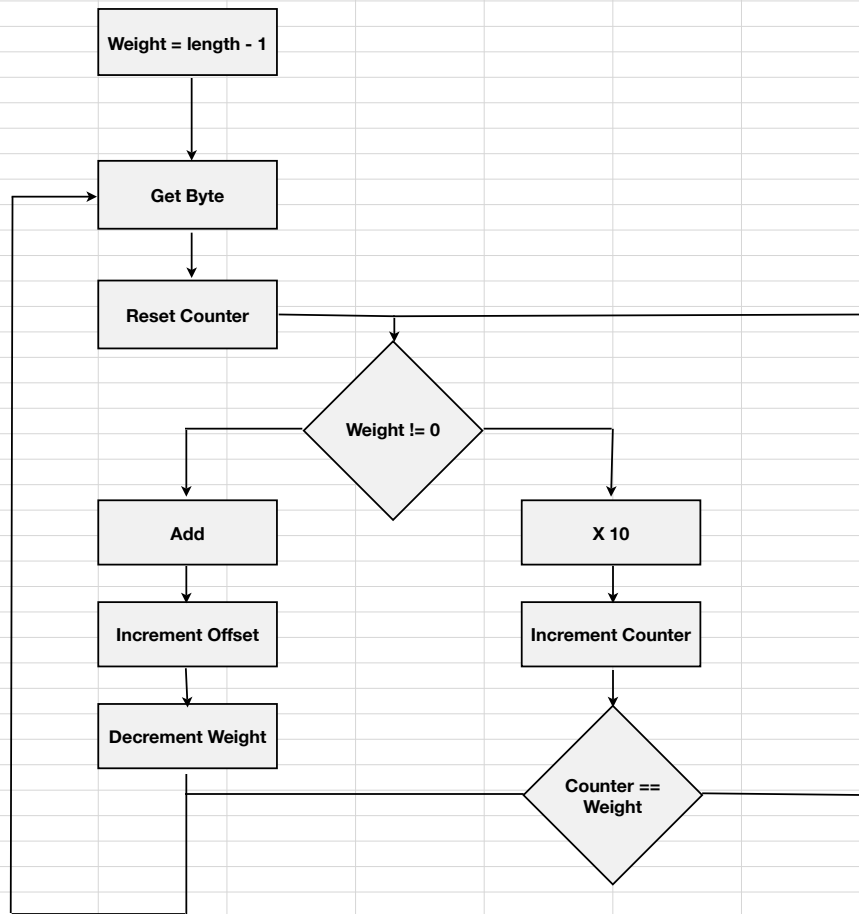 Weight = length - 1
Get Byte
Reset Counter
Weight != 0
Add
X 10
Increment Offset
Increment Counter
Decrement Weight
Counter ==
Weight